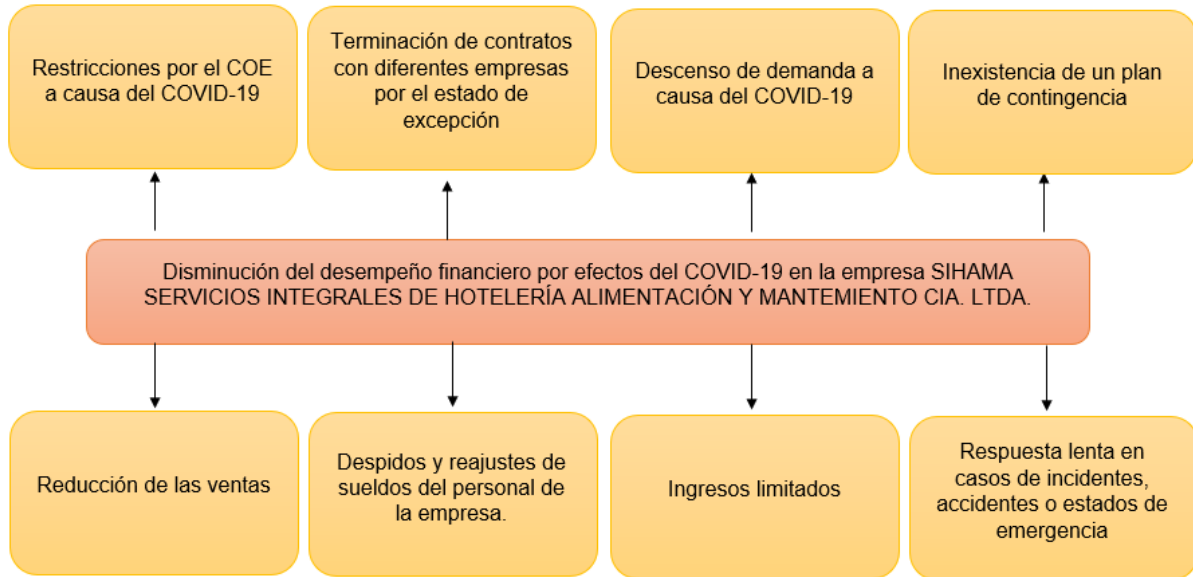 Restricciones por el COE
a causa del COVID-19
Terminación de contratos
con diferentes empresas
por el estado de
excepción
Descenso de demanda a
causa del COVID-19
Inexistencia de un plan
de contingencia
Disminución del desempeño financiero por efectos del COVID-19 en la empresa SIHAMA
SERVICIOS INTEGRALES DE HOTELERÍA ALIMENTACIÓN Y MANTEMIENTO CIA. LTDA.
Reducción de las ventas
Despidos y reajustes de
sueldos del personal de
la empresa.
Ingresos limitados
Respuesta lenta en
casos de incidentes,
accidentes o estados de
emergencia